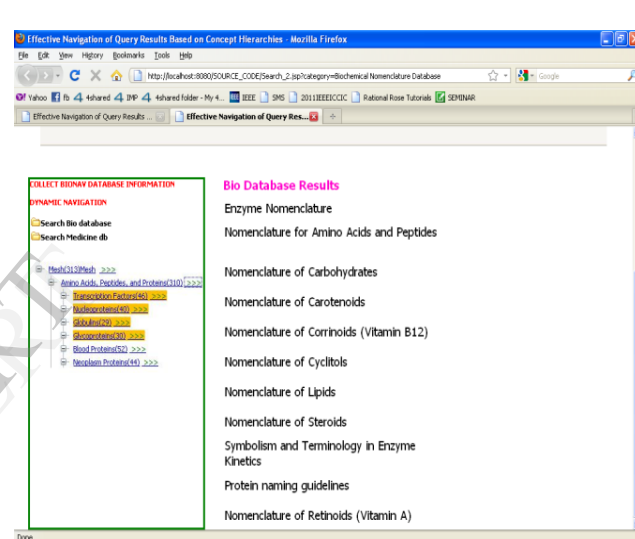 Effective Navigation of Query Results Based on Concept Hierarchies - Mozilla Firefox
File Edit View History Bookmarks Tools Help
http://localhost:8080/SOURCE_CODE/Search_2.jsp?category=Biochemical Nomenclature Database
Google
Yahoo fb 4shared IMP 4shared folder - My 4... IEEE SMS 2011IEEEICCIC Rational Rose Tutorials SEMINAR
Effective Navigation of Query Results ... Effective Navigation of Query Res...
COLLECT BIONAV DATABASE INFORMATION
DYNAMIC NAVIGATION
Search Bio database
Search Medicine db
Mesh(313)Mesh >>>
Amino Acids, Peptides, and Proteins(310) >>>
Transcription Factors(46) >>>
Nucleoproteins(40) >>>
Globulins(29) >>>
Glycoproteins(30) >>>
Blood Proteins(52) >>>
Neoplasm Proteins(44) >>>
Bio Database Results
Enzyme Nomenclature
Nomenclature for Amino Acids and Peptides
Nomenclature of Carbohydrates
Nomenclature of Carotenoids
Nomenclature of Corrinoids (Vitamin B12)
Nomenclature of Cyclitols
Nomenclature of Lipids
Nomenclature of Steroids
Symbolism and Terminology in Enzyme
Kinetics
Protein naming guidelines
Nomenclature of Retinoids (Vitamin A)
Done